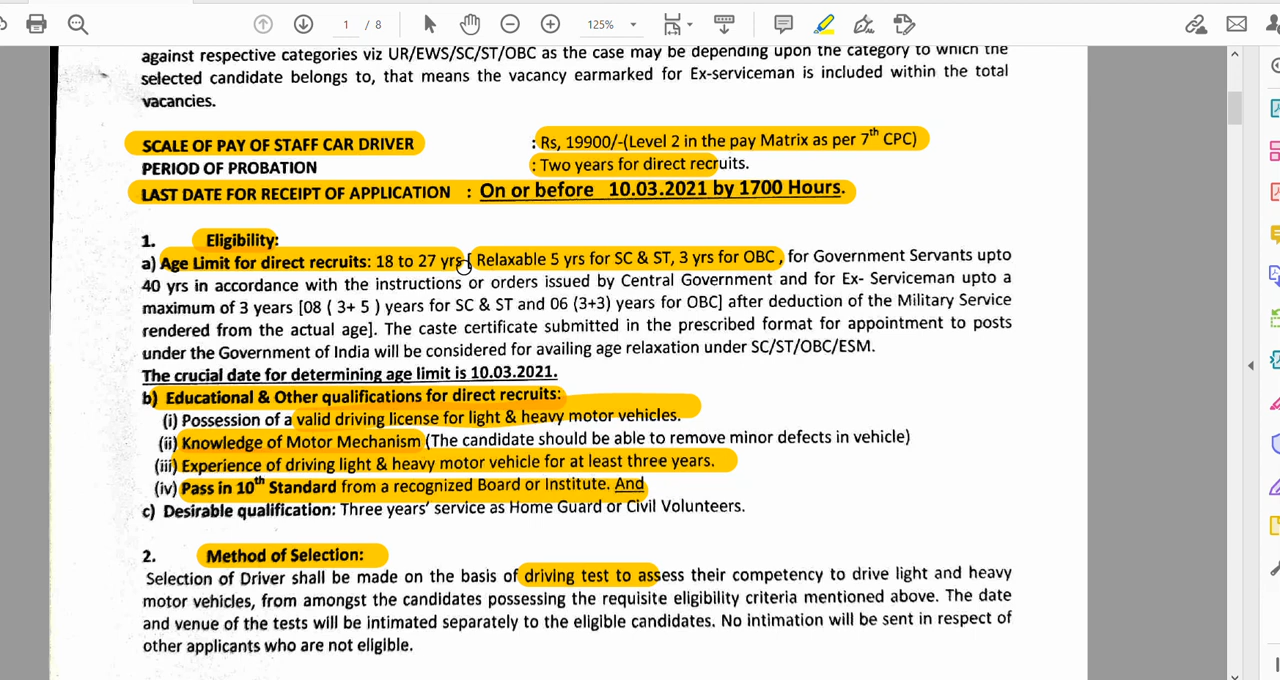 1 / 8
125%
against respective categories viz UR/EWS/SC/ST/OBC as the case may be depending upon the category to which the
selected candidate belongs to, that means the vacancy earmarked for Ex-serviceman is included within the total
vacancies.
SCALE OF PAY OF STAFF CAR DRIVER : Rs, 19900/-(Level 2 in the pay Matrix as per 7th CPC)
PERIOD OF PROBATION : Two years for direct recruits.
LAST DATE FOR RECEIPT OF APPLICATION : On or before 10.03.2021 by 1700 Hours.
1. Eligibility:
a) Age Limit for direct recruits: 18 to 27 yrs [ Relaxable 5 yrs for SC & ST, 3 yrs for OBC , for Government Servants upto
40 yrs in accordance with the instructions or orders issued by Central Government and for Ex- Serviceman upto a
maximum of 3 years [08 ( 3+ 5 ) years for SC & ST and 06 (3+3) years for OBC] after deduction of the Military Service
rendered from the actual age]. The caste certificate submitted in the prescribed format for appointment to posts
under the Government of India will be considered for availing age relaxation under SC/ST/OBC/ESM.
The crucial date for determining age limit is 10.03.2021.
b) Educational & Other qualifications for direct recruits:
(i) Possession of a valid driving license for light & heavy motor vehicles.
(ii) Knowledge of Motor Mechanism (The candidate should be able to remove minor defects in vehicle)
(iii) Experience of driving light & heavy motor vehicle for at least three years.
(iv) Pass in 10th Standard from a recognized Board or Institute. And
c) Desirable qualification: Three years' service as Home Guard or Civil Volunteers.
2. Method of Selection:
Selection of Driver shall be made on the basis of driving test to assess their competency to drive light and heavy
motor vehicles, from amongst the candidates possessing the requisite eligibility criteria mentioned above. The date
and venue of the tests will be intimated separately to the eligible candidates. No intimation will be sent in respect of
other applicants who are not eligible.